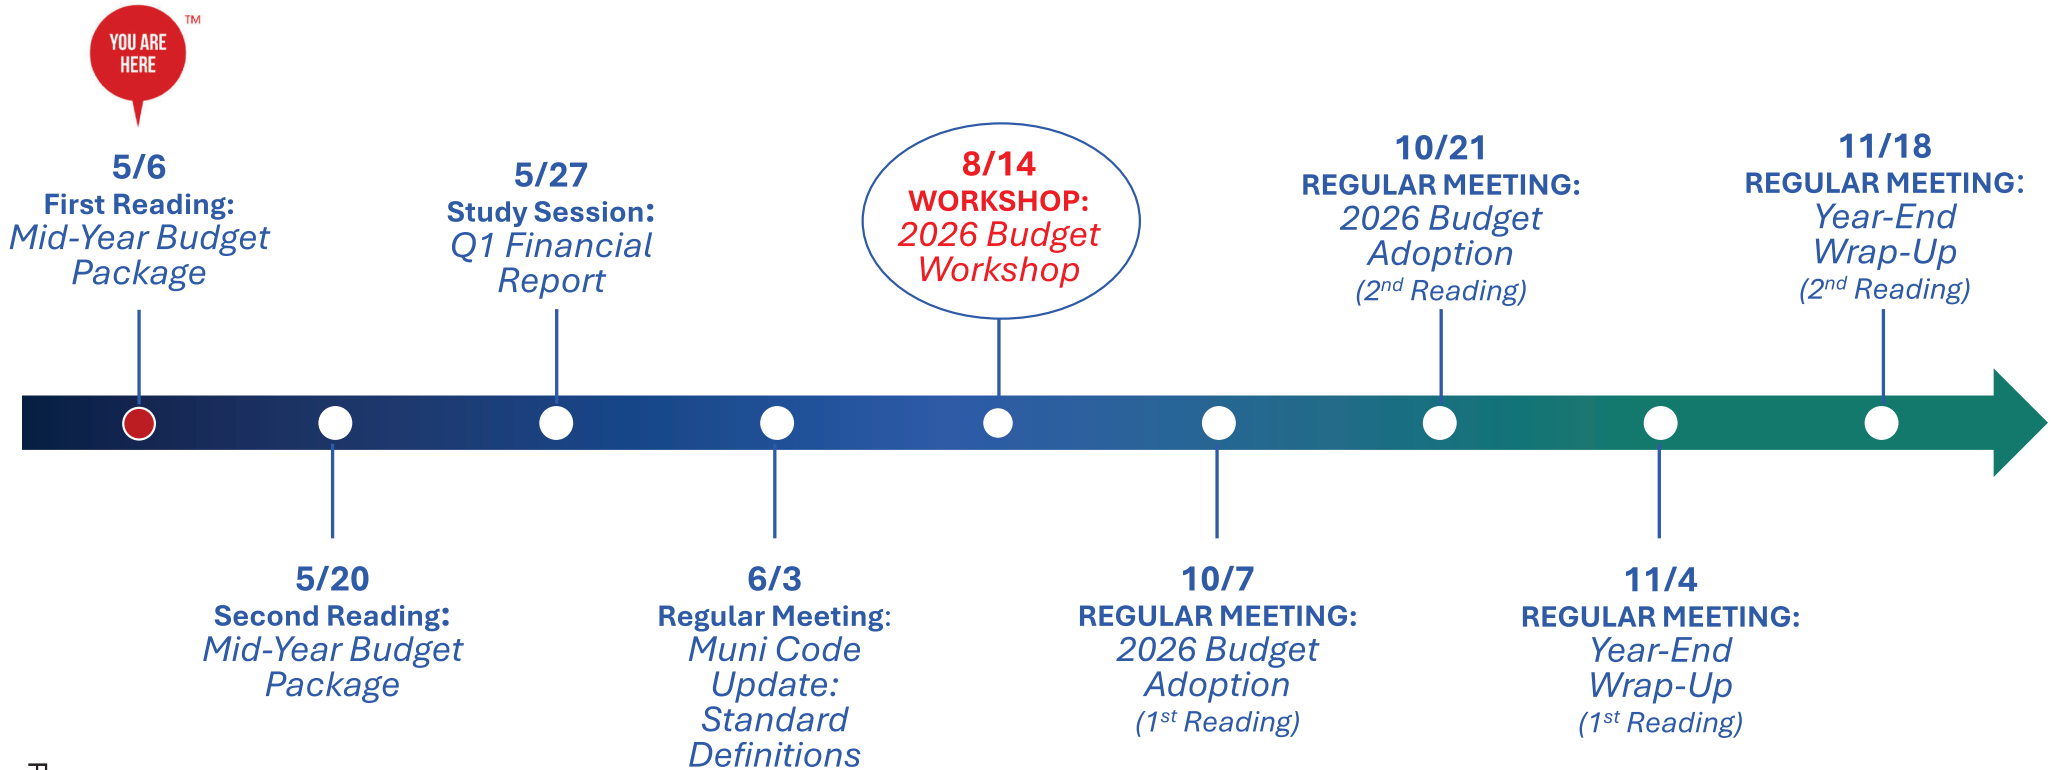 YOU ARE
HERE
TM
5/6
First Reading:
Mid-Year Budget
Package
5/20
Second Reading:
Mid-Year Budget
Package
5/27
Study Session:
Q1 Financial
Report
6/3
Regular Meeting:
Muni Code
Update:
Standard
Definitions
8/14
WORKSHOP:
2026 Budget
Workshop
10/7
REGULAR MEETING:
2026 Budget
Adoption
(1st Reading)
10/21
REGULAR MEETING:
2026 Budget
Adoption
(2nd Reading)
11/4
REGULAR MEETING:
Year-End
Wrap-Up
(1st Reading)
11/18
REGULAR MEETING:
Year-End
Wrap-Up
(2nd Reading)